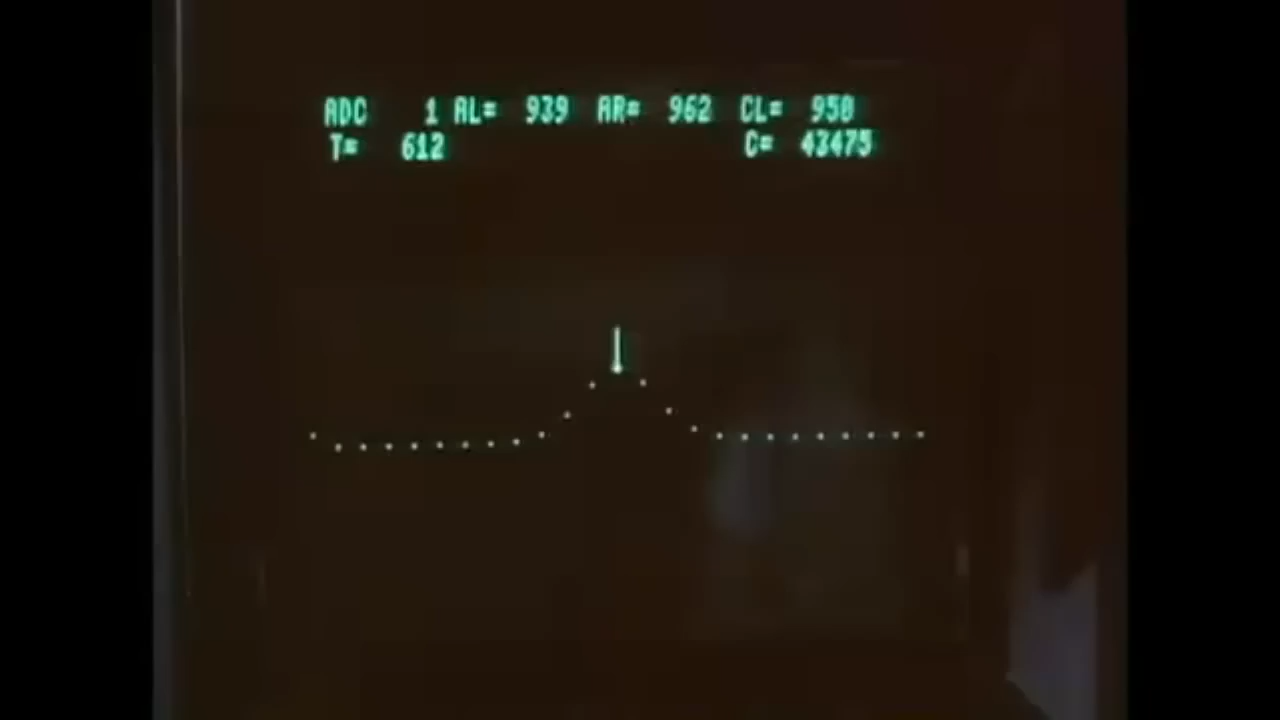 ADC 1 AL= 939 AR= 962 CL= 950
T= 612 C= 43475